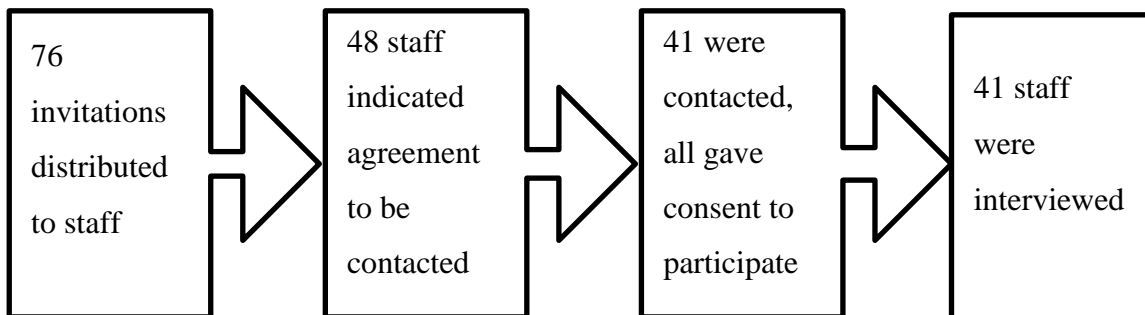 76
invitations
distributed
to staff
48 staff
indicated
agreement
to be
contacted
41 were
contacted,
all gave
consent to
participate
41 staff
were
interviewed